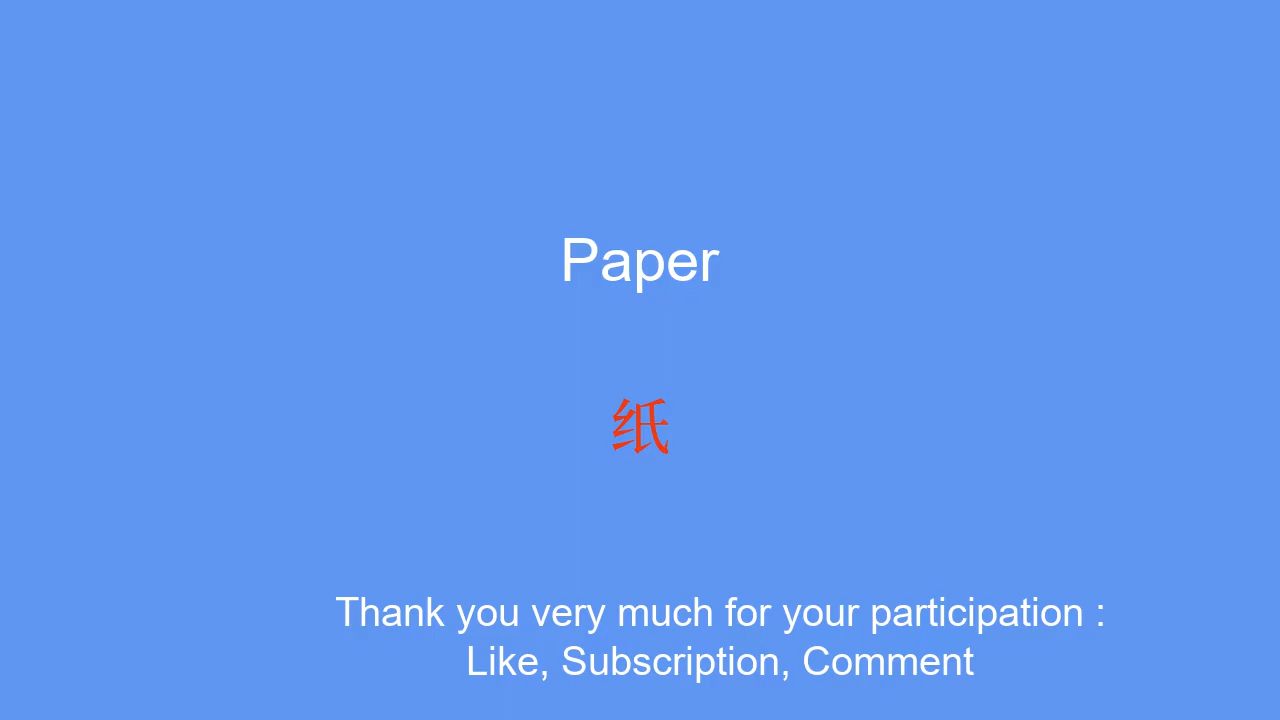 Paper
纸
Thank you very much for your participation :
Like, Subscription, Comment